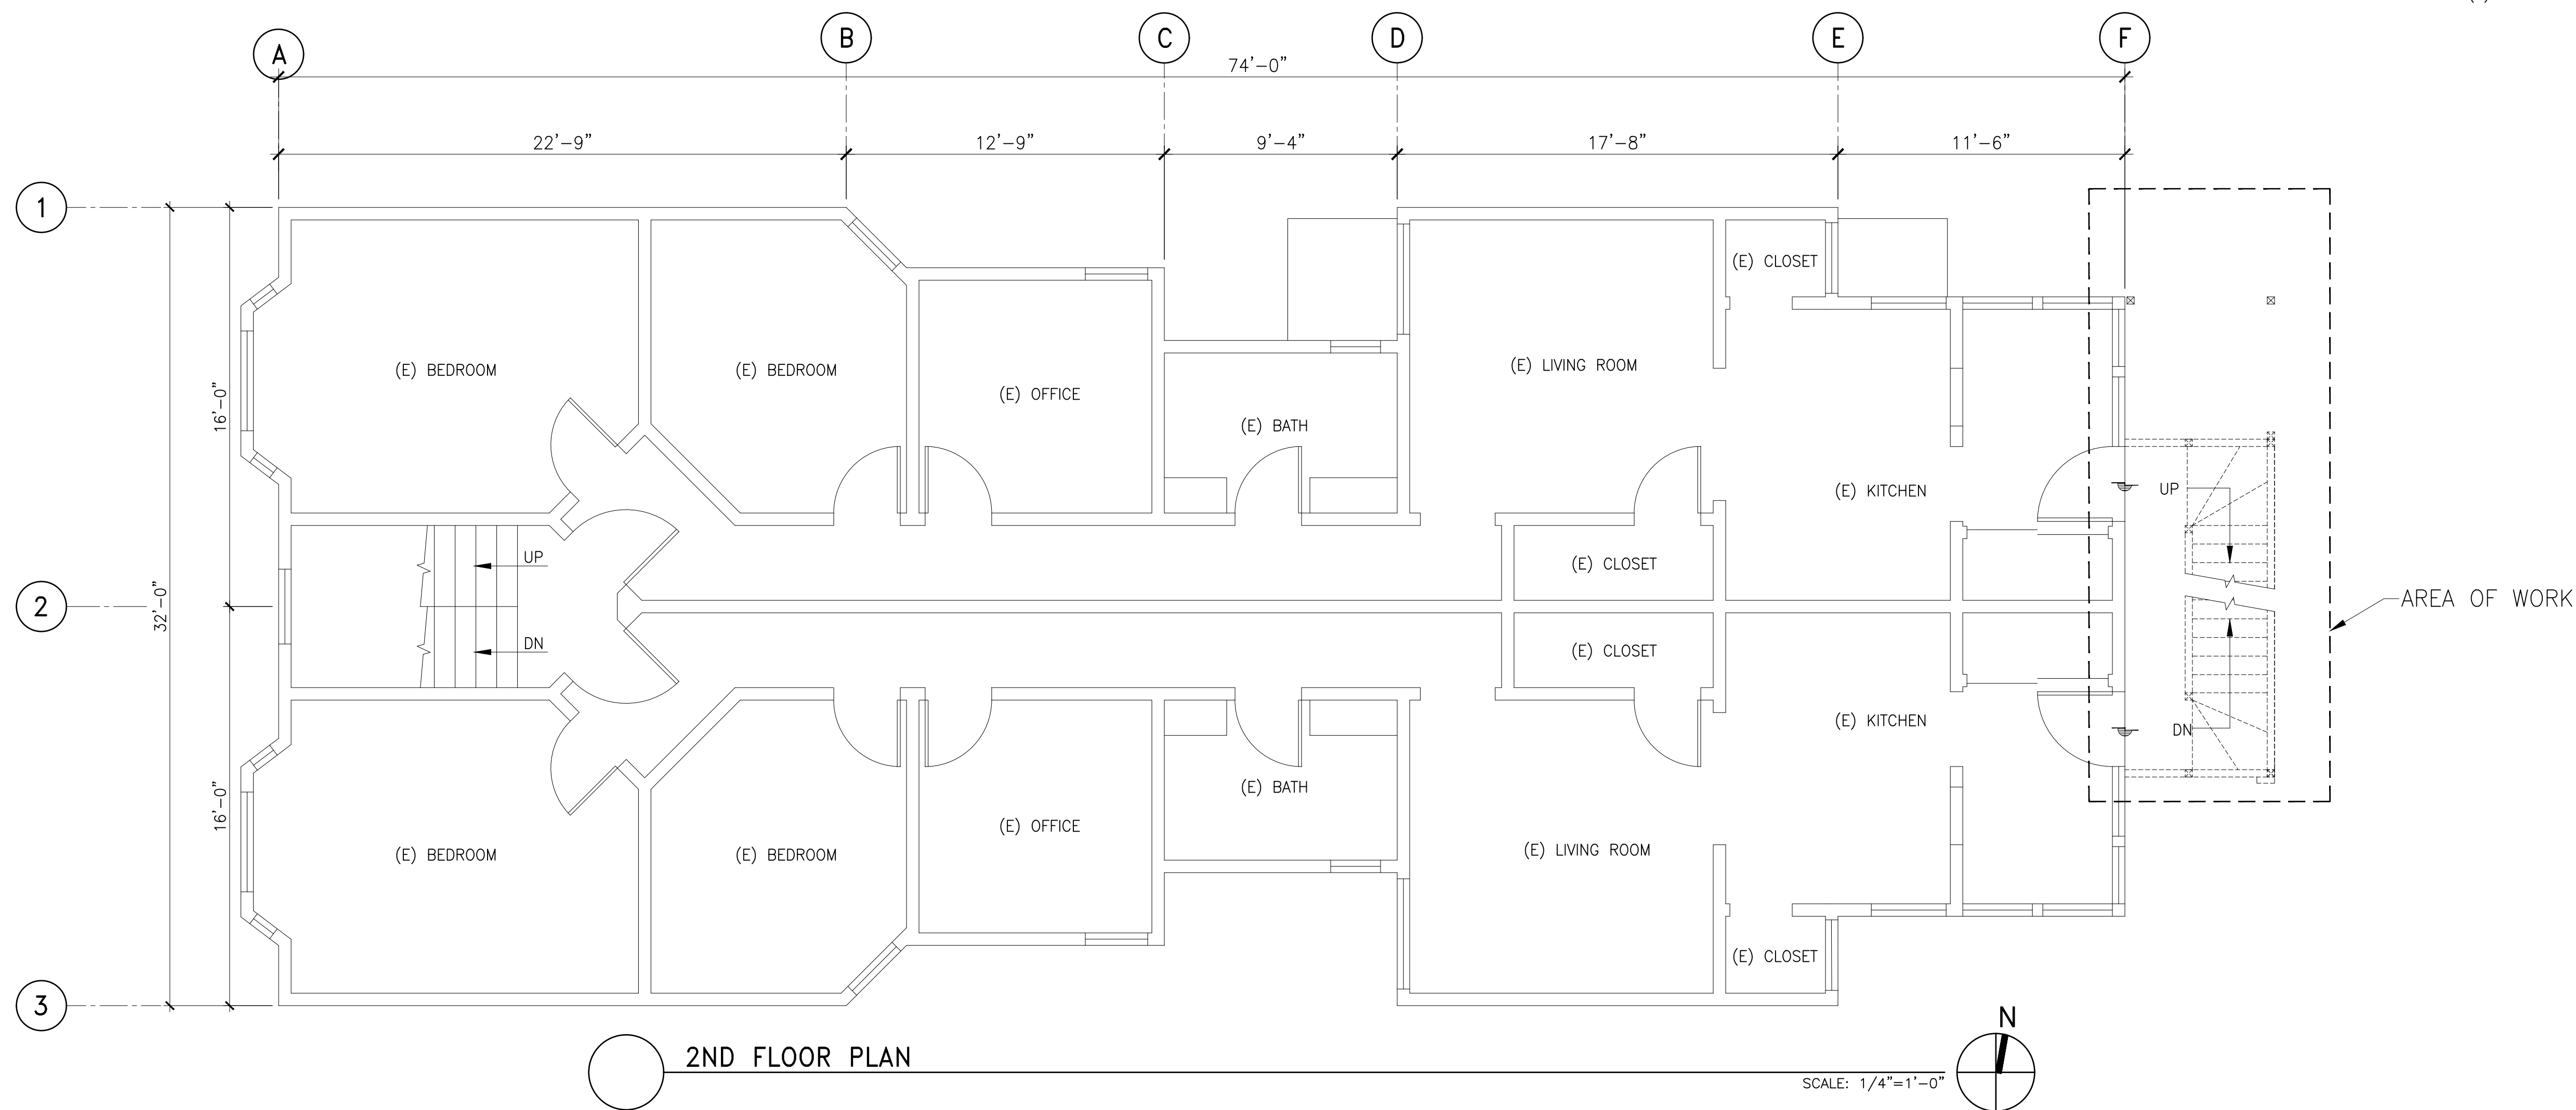 A
B
C
D
E
F
74'-0"
22'-9"
12'-9"
9'-4"
17'-8"
11'-6"
1
2
3
32'-0"
16'-0"
16'-0"
(E) CLOSET
(E) BEDROOM
(E) BEDROOM
(E) OFFICE
(E) BATH
(E) LIVING ROOM
(E) KITCHEN
UP
UP
(E) CLOSET
AREA OF WORK
DN
(E) CLOSET
(E) KITCHEN
DN
(E) BATH
(E) OFFICE
(E) BEDROOM
(E) BEDROOM
(E) LIVING ROOM
(E) CLOSET
N
2ND FLOOR PLAN
SCALE: 1/4"=1'-0"